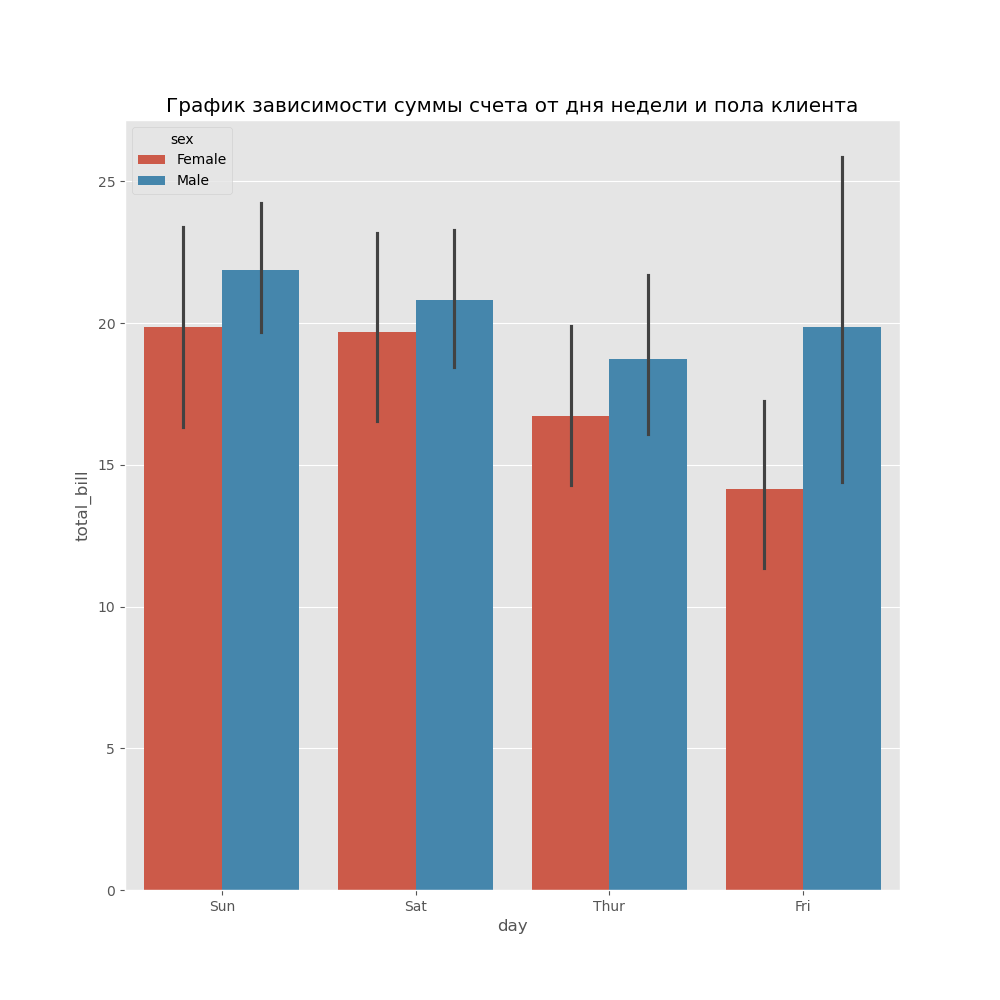 График зависимости суммы счета от дня недели и пола клиента
sex
Female
Male
25
20
15
10
5
0
total_bill
Sun Sat Thur Fri
day